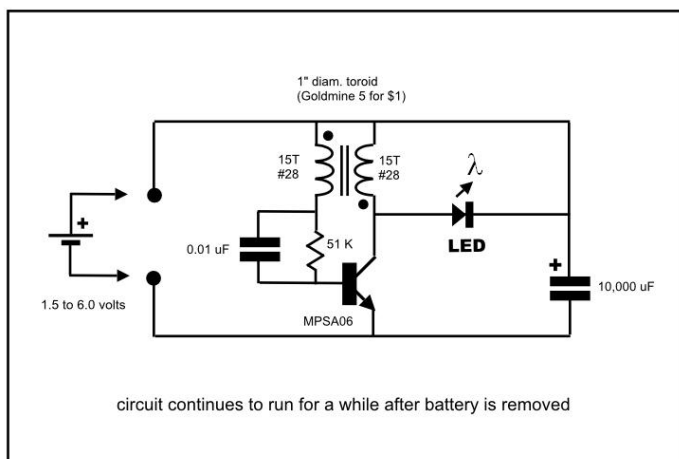 1" diam. toroid
(Goldmine 5 for $1)
15T
#28
15T
#28
λ
+
0.01 uF
51 K
LED
+
1.5 to 6.0 volts
10,000 uF
MPSA06
circuit continues to run for a while after battery is removed